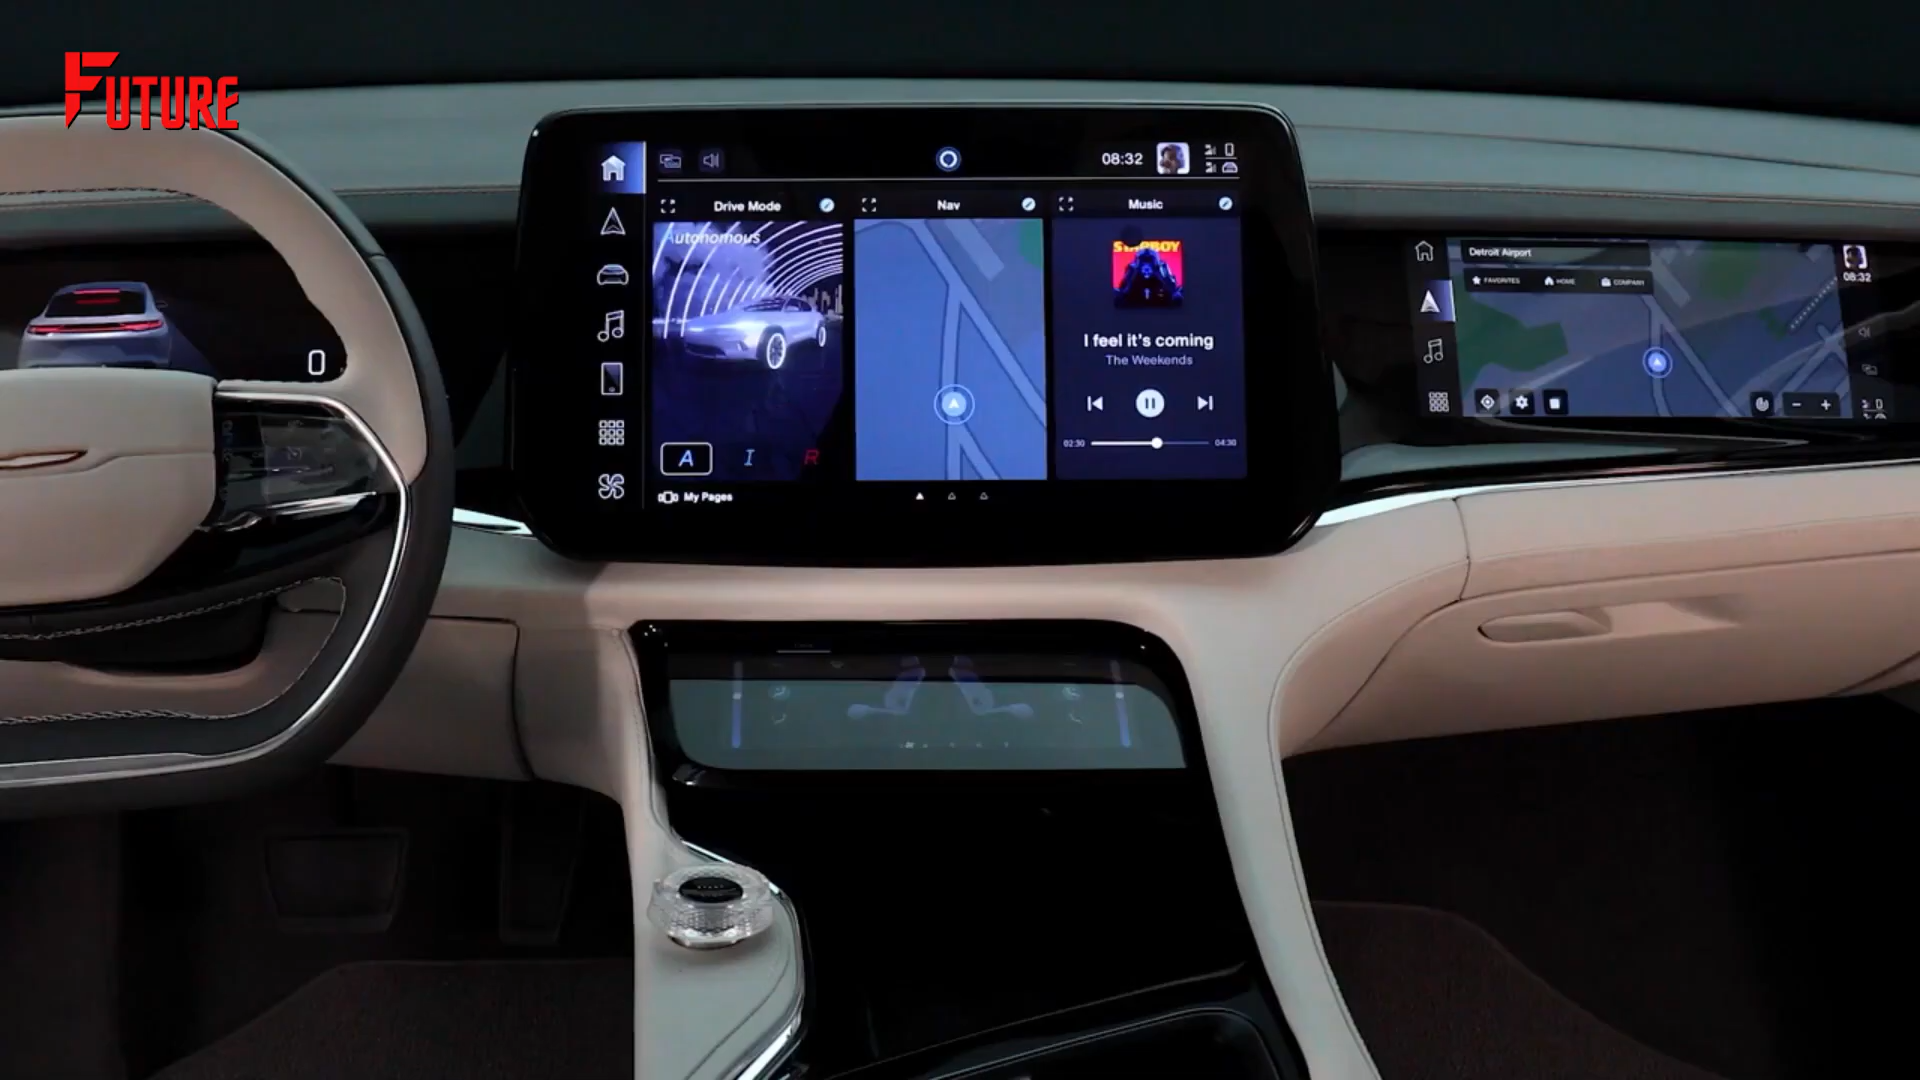 FUTURE
0
08:32
Drive Mode
Autonomous
A I R
My Pages
Nav
Music
STARBOY
I feel it's coming
The Weekends
02:30
04:30
Detroit Airport
FAVORITES
HOME
COMPANY
08:32